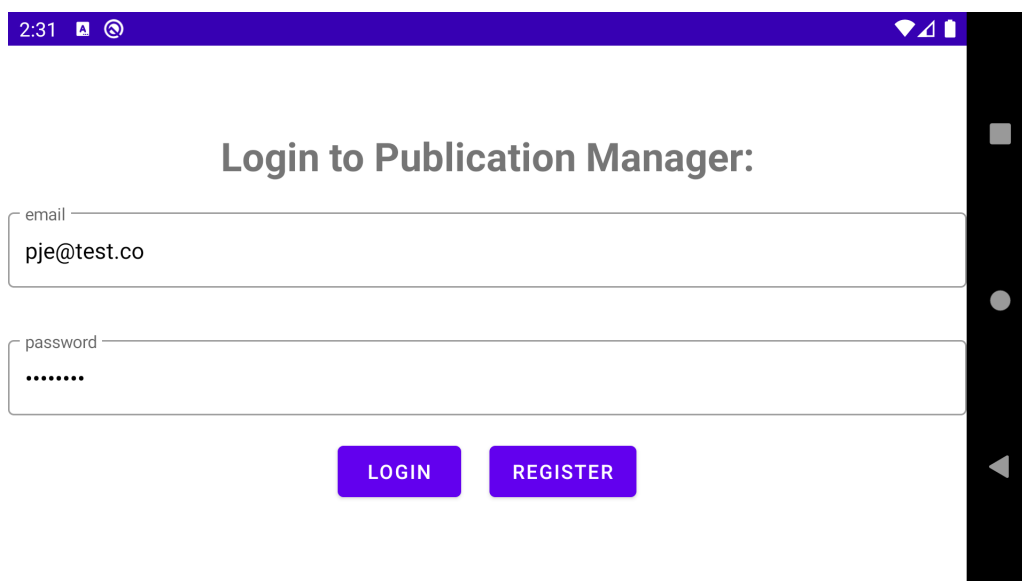 2:31
Login to Publication Manager:
email
pje@test.co
password
••••••••
LOGIN REGISTER